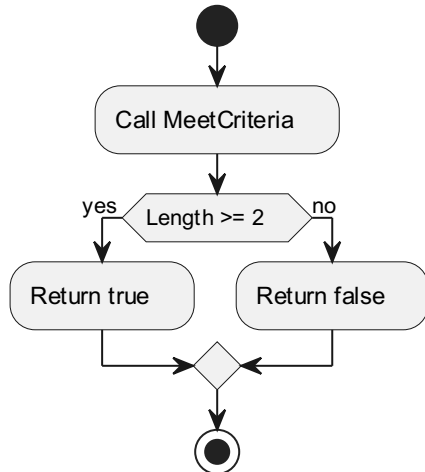 Call MeetCriteria
yes
Length >= 2
no
Return true
Return false